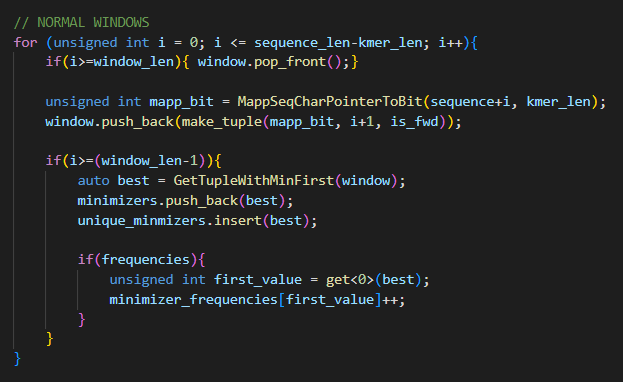 // NORMAL WINDOWS
for (unsigned int i = 0; i <= sequence_len-kmer_len; i++){
    if(i>=window_len){ window.pop_front();}

    unsigned int mapp_bit = MappSeqCharPointerToBit(sequence+i, kmer_len);
    window.push_back(make_tuple(mapp_bit, i+1, is_fwd));

    if(i>=(window_len-1)){
        auto best = GetTupleWithMinFirst(window);
        minimizers.push_back(best);
        unique_minmizers.insert(best);

        if(frequencies){
            unsigned int first_value = get<0>(best);
            minimizer_frequencies[first_value]++;
        }
    }
}